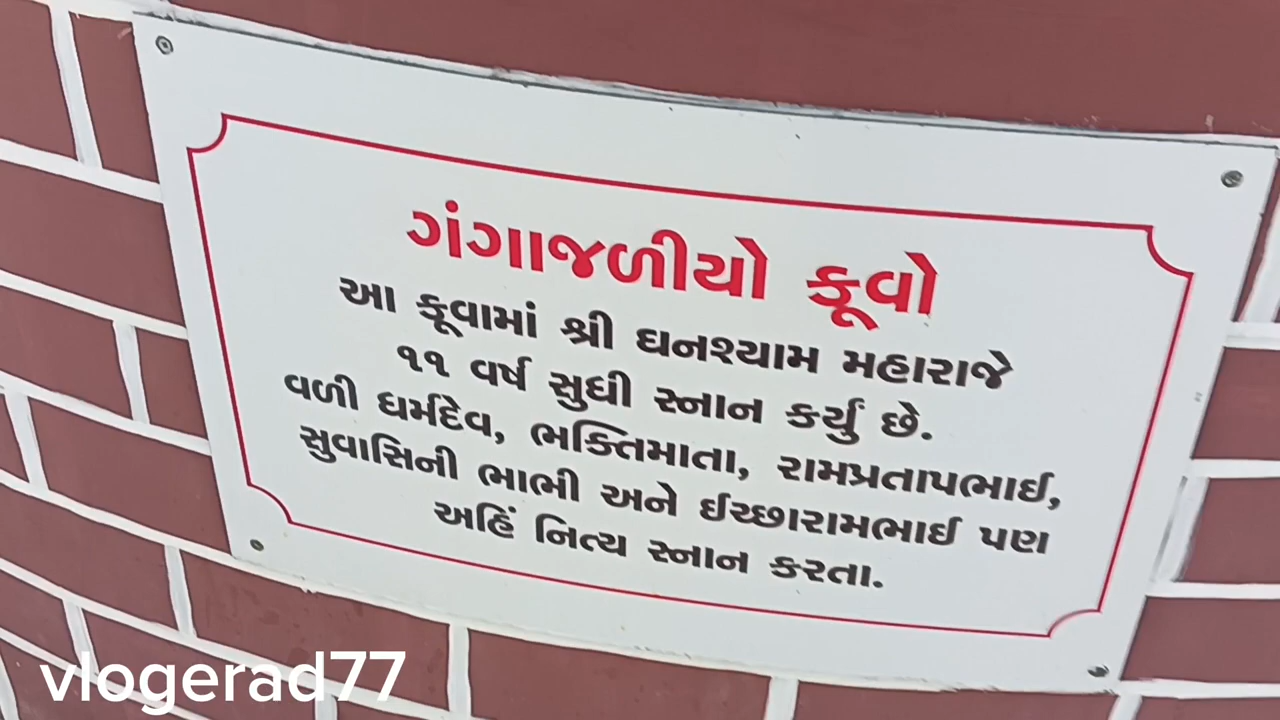 ગંગાજળીયો કૂવો
આ કૂવામાં શ્રી ઘનશ્યામ મહારાજે
૧૧ વર્ષ સુધી સ્નાન કર્યું છે.
વળી ધર્મદેવ, ભક્તિમાતા, રામપ્રતાપભાઈ,
સુવાસિની ભાભી અને ઈચ્છારામભાઈ પણ
અહિં નિત્ય સ્નાન કરતા.
vlogerad77